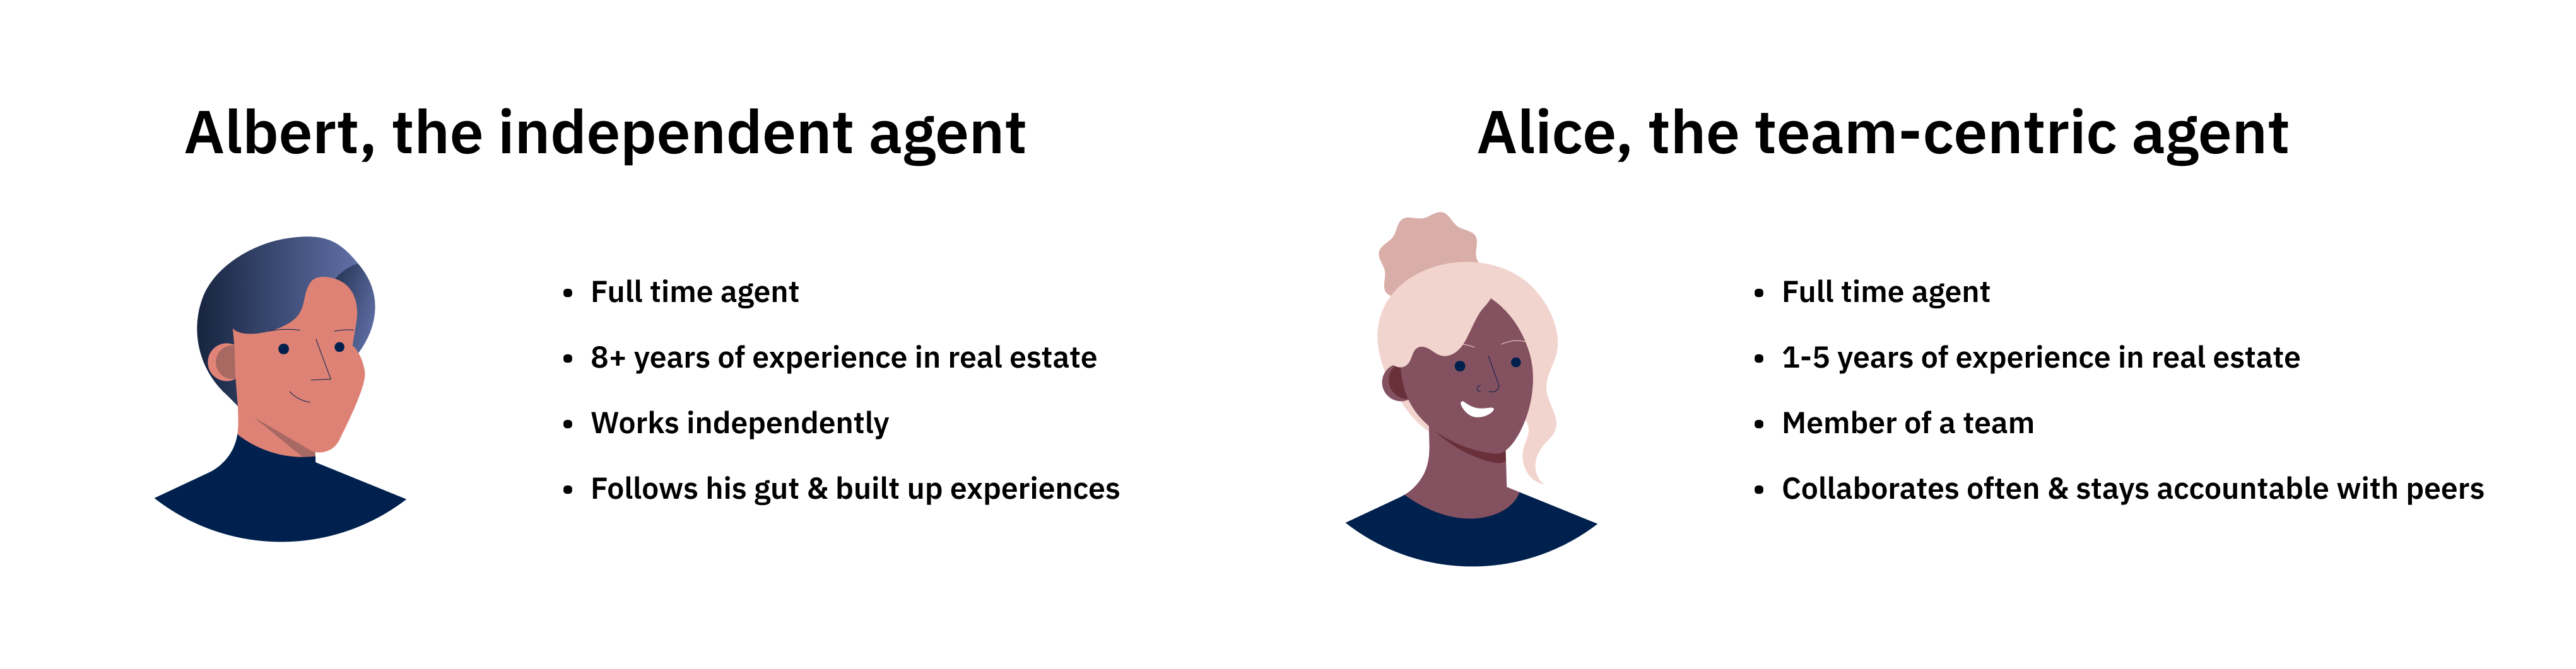 Albert, the independent agent
• Full time agent
• 8+ years of experience in real estate
• Works independently
• Follows his gut & built up experiences
Alice, the team-centric agent
• Full time agent
• 1-5 years of experience in real estate
• Member of a team
• Collaborates often & stays accountable with peers